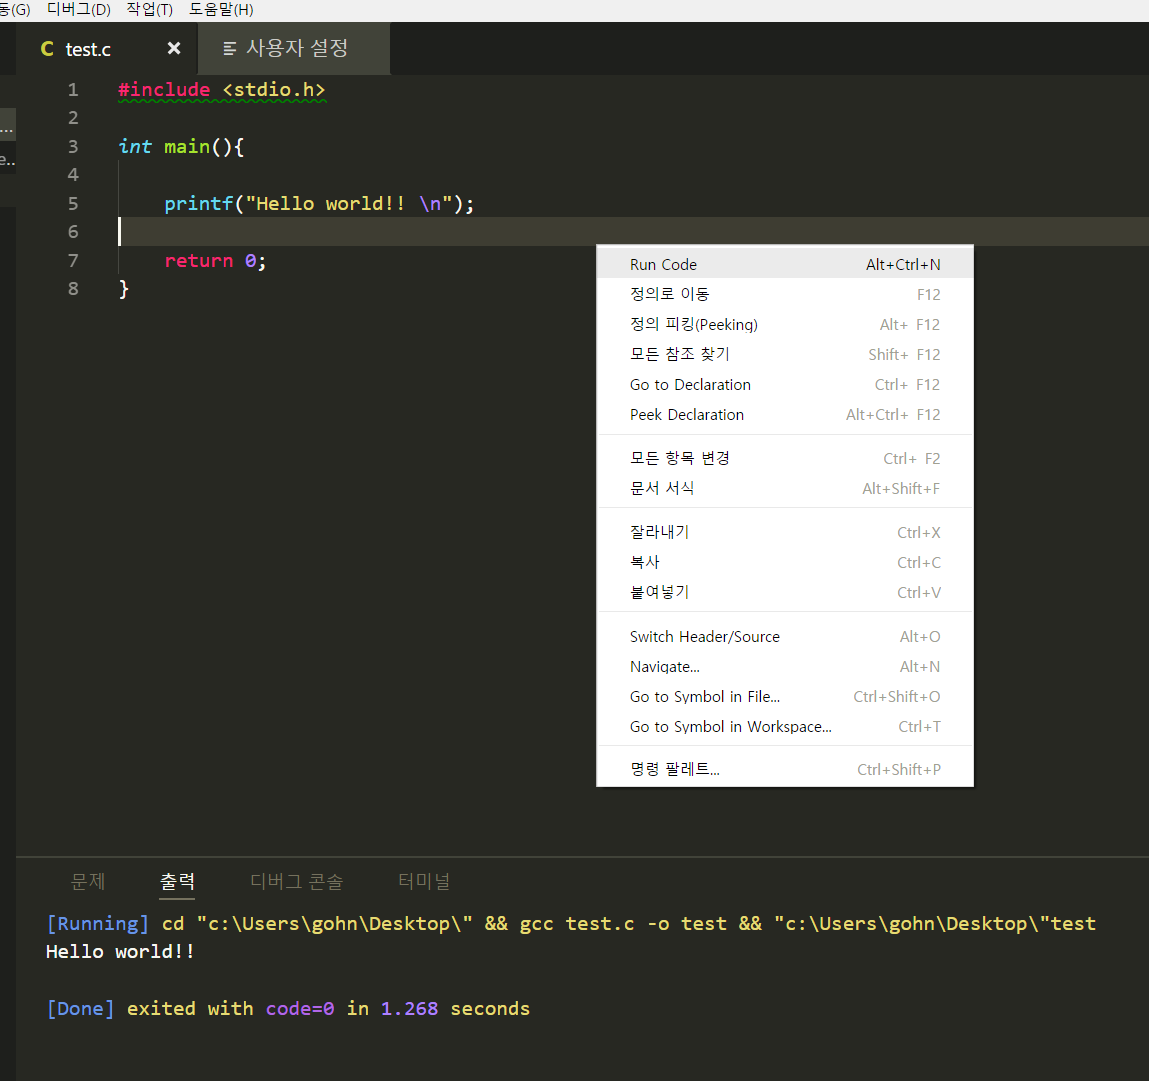 동(G) 디버그(D) 작업(T) 도움말(H)
C test.c × 사용자 설정
...
e..
1 #include <stdio.h>
2
3 int main(){
4
5 printf("Hello world!! \n");
6
7 return 0;
8 }
Run Code Alt+Ctrl+N
정의로 이동 F12
정의 피킹(Peeking) Alt+ F12
모든 참조 찾기 Shift+ F12
Go to Declaration Ctrl+ F12
Peek Declaration Alt+Ctrl+ F12
모든 항목 변경 Ctrl+ F2
문서 서식 Alt+Shift+F
잘라내기 Ctrl+X
복사 Ctrl+C
붙여넣기 Ctrl+V
Switch Header/Source Alt+O
Navigate... Alt+N
Go to Symbol in File... Ctrl+Shift+O
Go to Symbol in Workspace... Ctrl+T
명령 팔레트... Ctrl+Shift+P
문제 출력 디버그 콘솔 터미널
[Running] cd "c:\Users\gohn\Desktop\" && gcc test.c -o test && "c:\Users\gohn\Desktop\"test
Hello world!!
[Done] exited with code=0 in 1.268 seconds